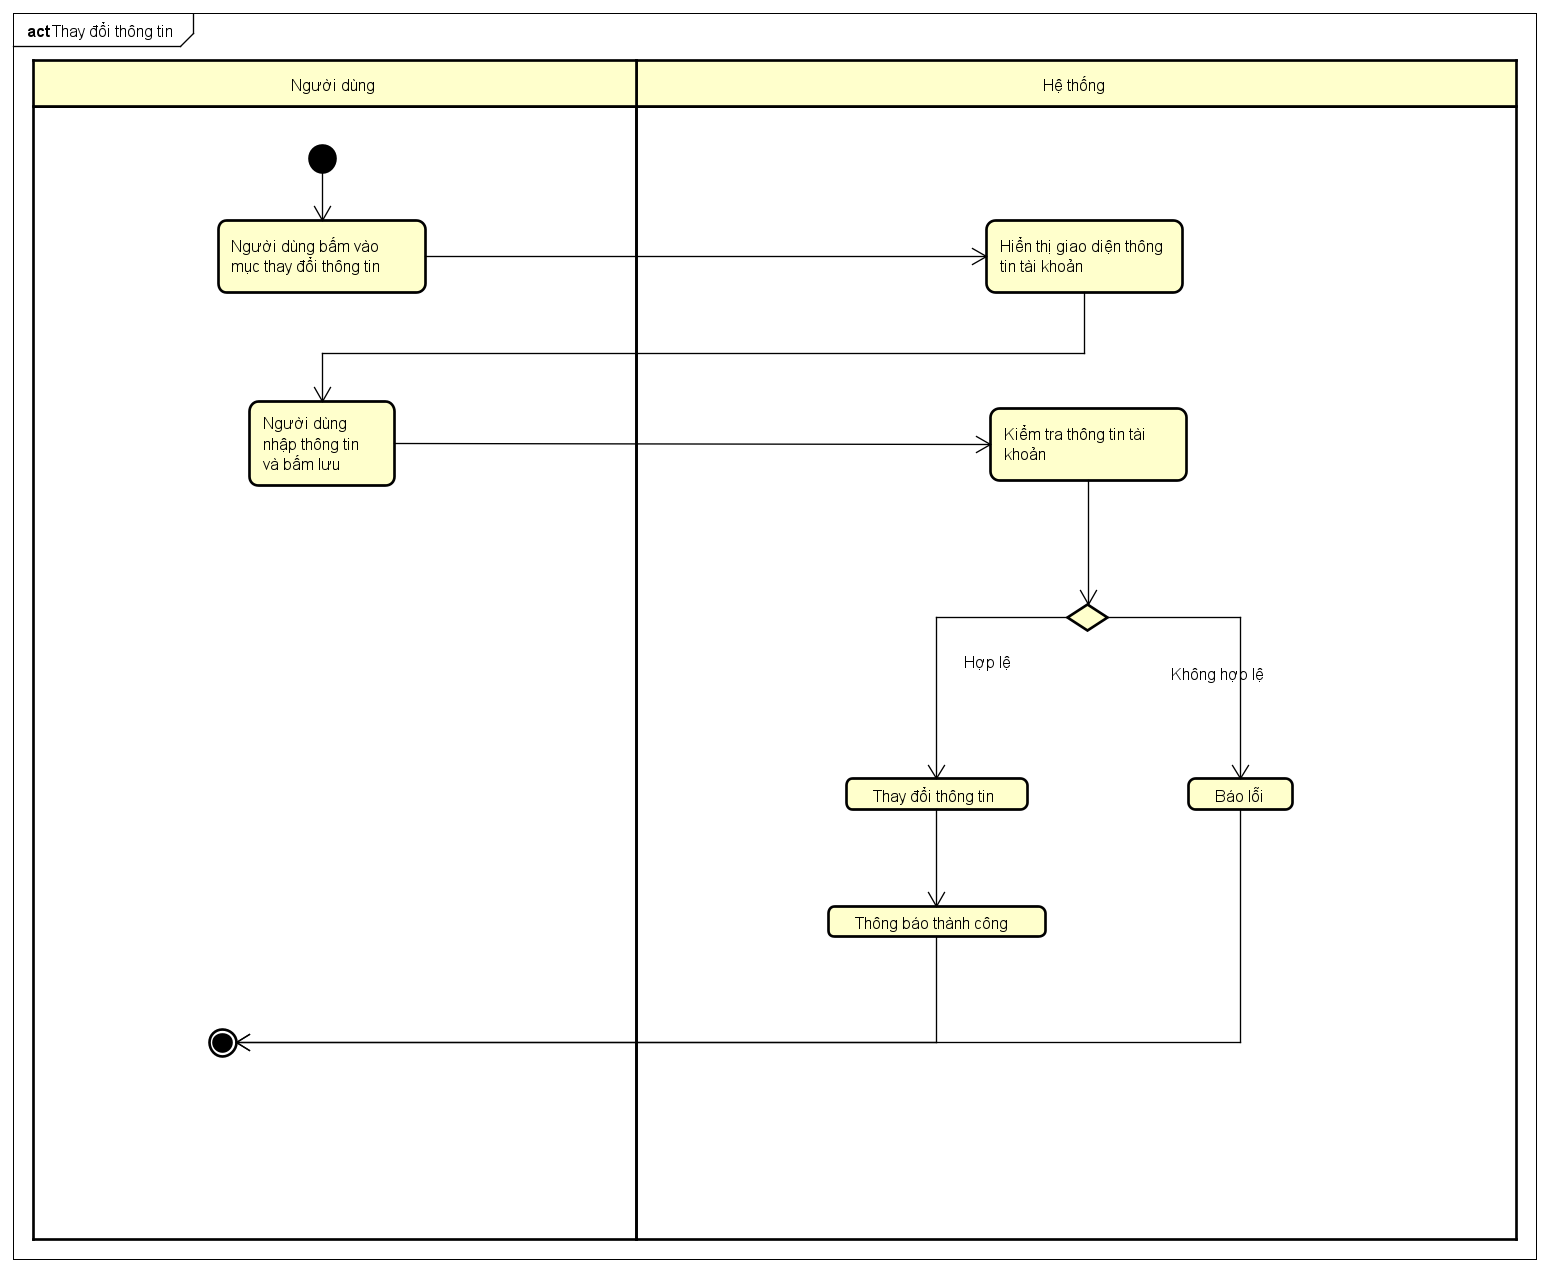 act Thay đổi thông tin
Người dùng
Hệ thống
Người dùng bấm vào
mục thay đổi thông tin
Hiển thị giao diện thông
tin tài khoản
Người dùng
nhập thông tin
và bấm lưu
Kiểm tra thông tin tài
khoản
Hợp lệ
Không hợp lệ
Thay đổi thông tin
Báo lỗi
Thông báo thành công